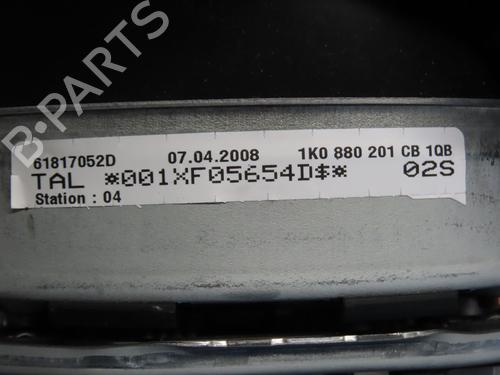 61817052D 07.04.2008 1K0 880 201 CB 1QB
TAL *001XF05654D$* 02S
Station : 04
B-PARTS